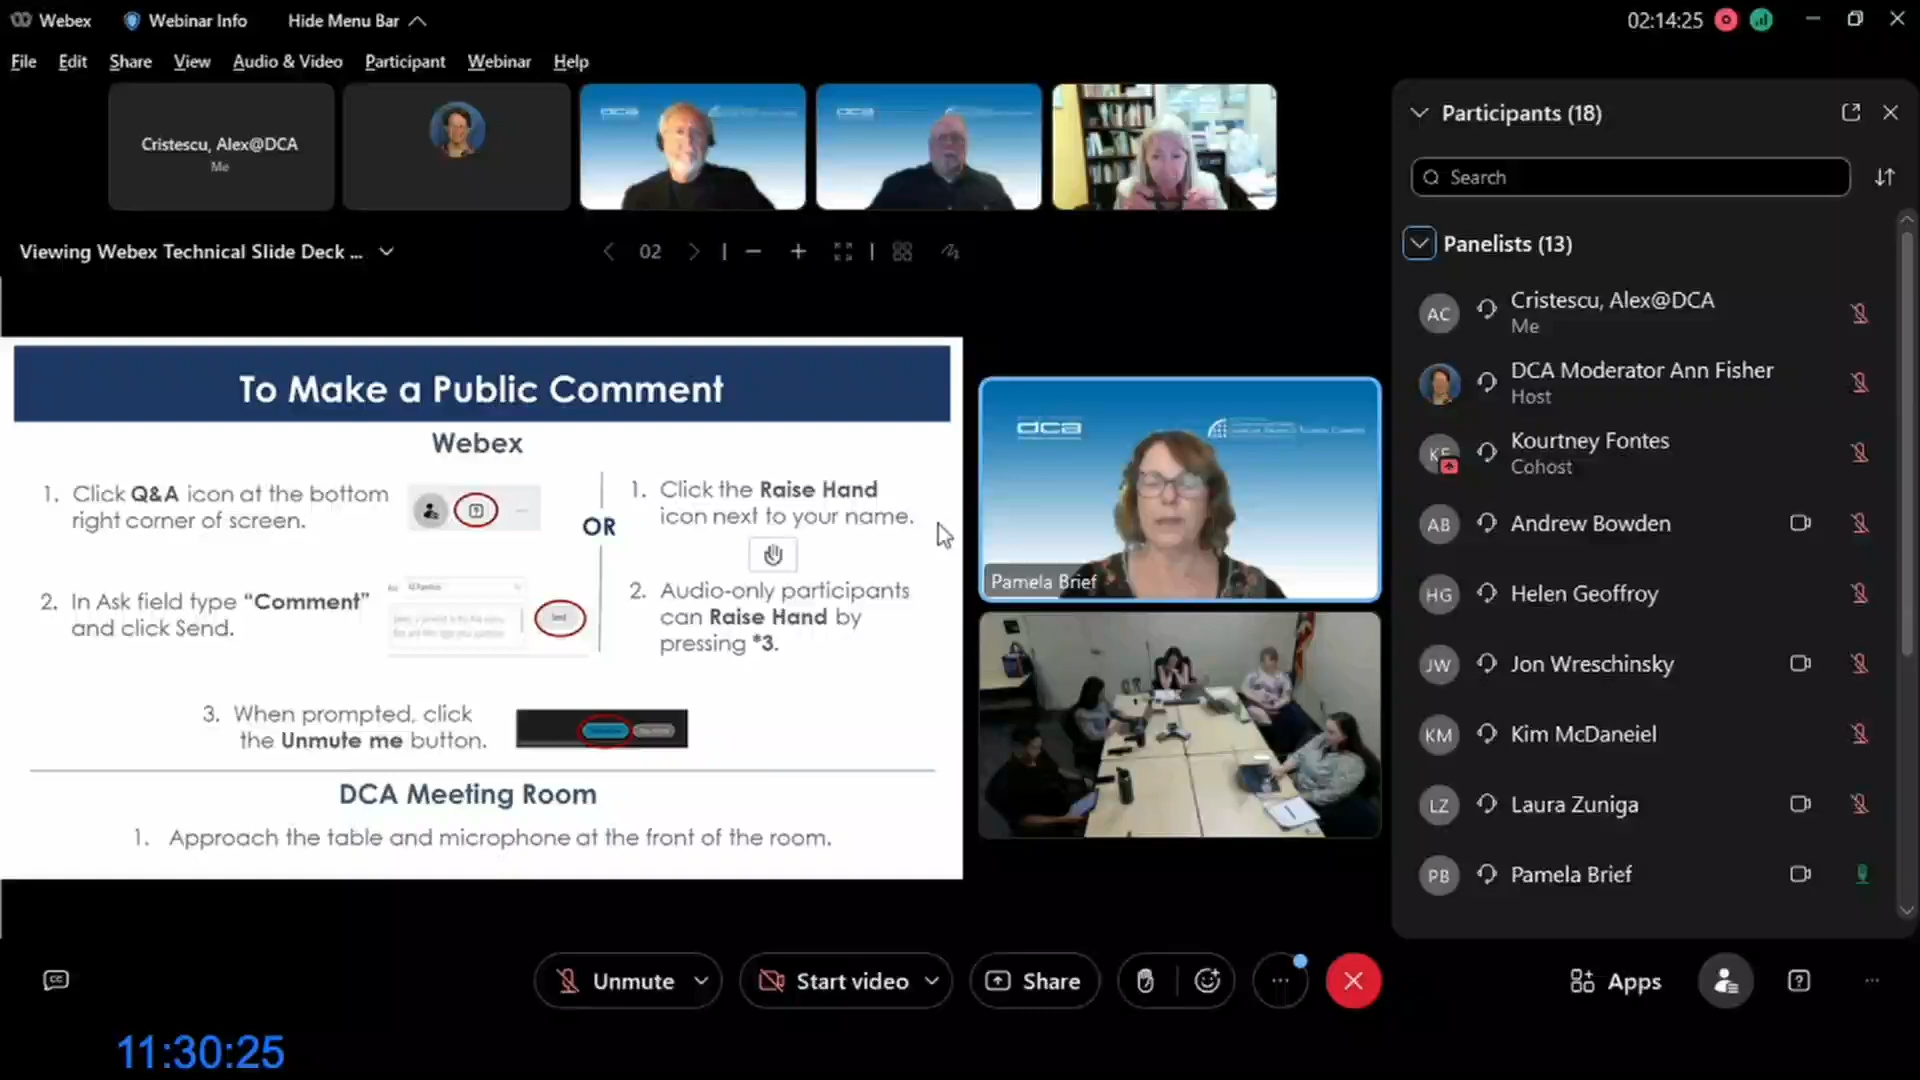 Webex
Webinar Info
Hide Menu Bar
02:14:25
File Edit Share View Audio & Video Participant Webinar Help
Cristescu, Alex@DCA
Me
dca
dca
Viewing Webex Technical Slide Deck ...
02
To Make a Public Comment
Webex
1. Click Q&A icon at the bottom
right corner of screen.
2. In Ask field type “Comment”
and click Send.
OR
1. Click the Raise Hand
icon next to your name.
2. Audio-only participants
can Raise Hand by
pressing *3.
3. When prompted, click
the Unmute me button.
DCA Meeting Room
1. Approach the table and microphone at the front of the room.
dca
Pamela Brief
Participants (18)
Search
Panelists (13)
AC Cristescu, Alex@DCA
Me
DCA Moderator Ann Fisher
Host
KF Kourtney Fontes
Cohost
AB Andrew Bowden
HG Helen Geoffroy
JW Jon Wreschinsky
KM Kim McDaneiel
LZ Laura Zuniga
PB Pamela Brief
CC
Unmute
Start video
Share
Apps
11:30:25